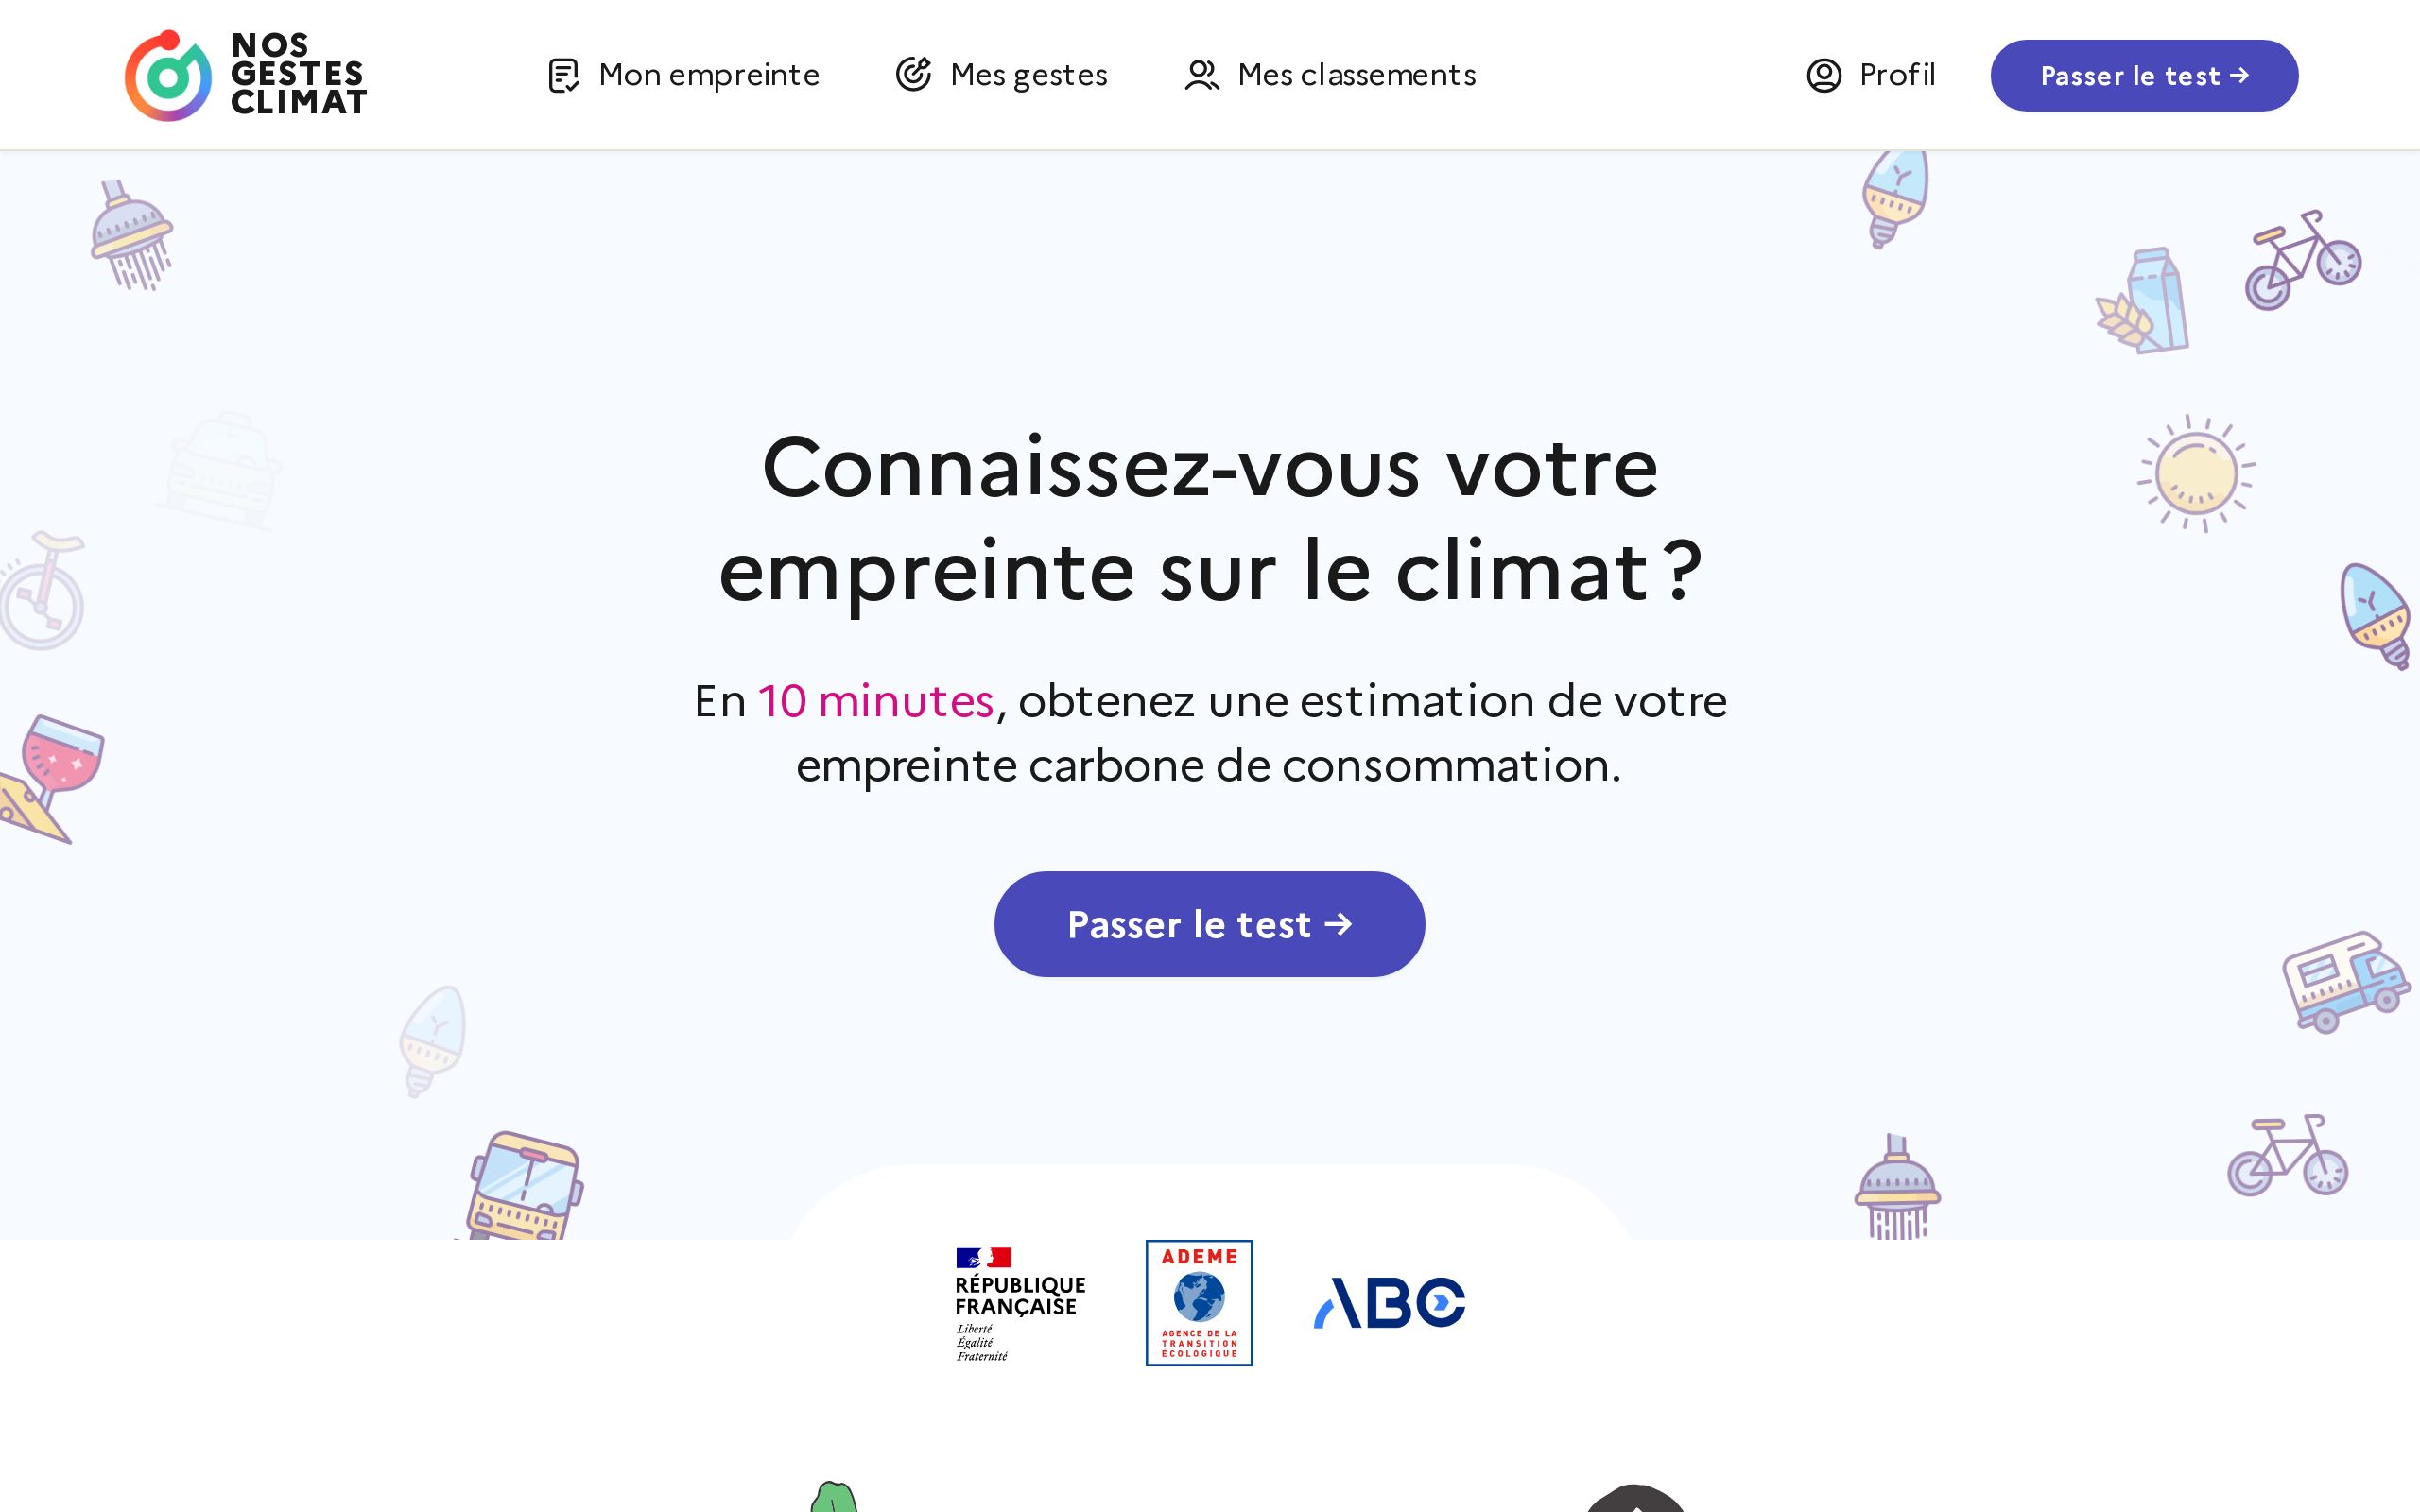 NOS
GESTES
CLIMAT
Mon empreinte
Mes gestes
Mes classements
Profil
Passer le test →
Connaissez-vous votre
empreinte sur le climat ?
En 10 minutes, obtenez une estimation de votre
empreinte carbone de consommation.
Passer le test →
RÉPUBLIQUE
FRANÇAISE
Liberté
Égalité
Fraternité
ADEME
AGENCE DE LA
TRANSITION
ÉCOLOGIQUE
ABC